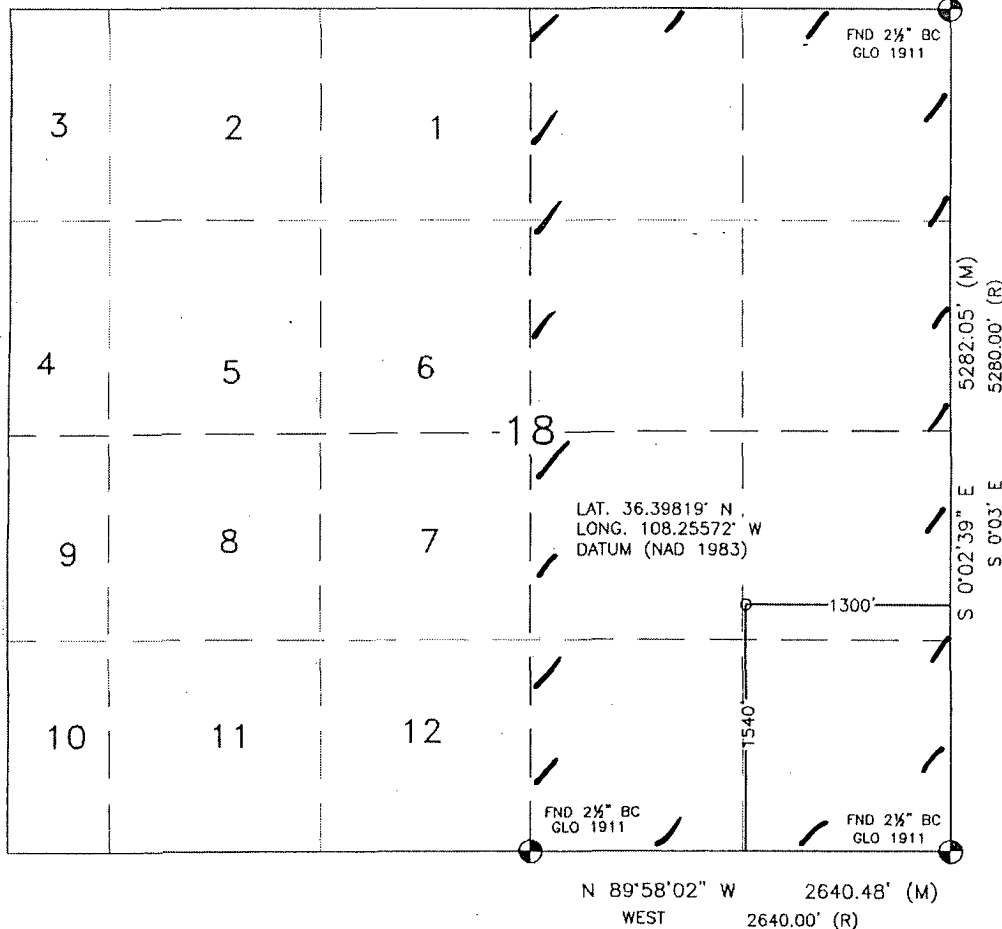 FND 2½" BC
GLO 1911
3
2
1
4
5
6
5282.05' (M)
5280.00' (R)
18
LAT. 36.39819° N
LONG. 108.25572° W
DATUM (NAD 1983)
9
8
7
S 0°02'39" E
S 0°03' E
1300'
1540'
10
11
12
FND 2½" BC
GLO 1911
FND 2½" BC
GLO 1911
N 89°58'02" W 2640.48' (M)
WEST 2640.00' (R)